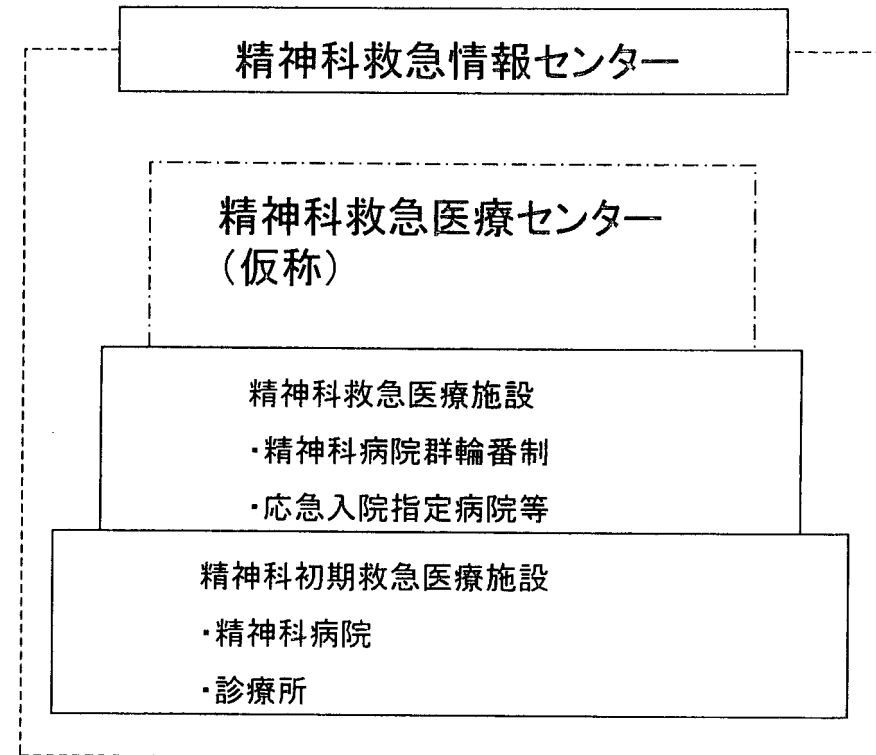 精神科救急情報センター
精神科救急医療センター
（仮称）
精神科救急医療施設
・精神科病院群輪番制
・応急入院指定病院等
精神科初期救急医療施設
・精神科病院
・診療所